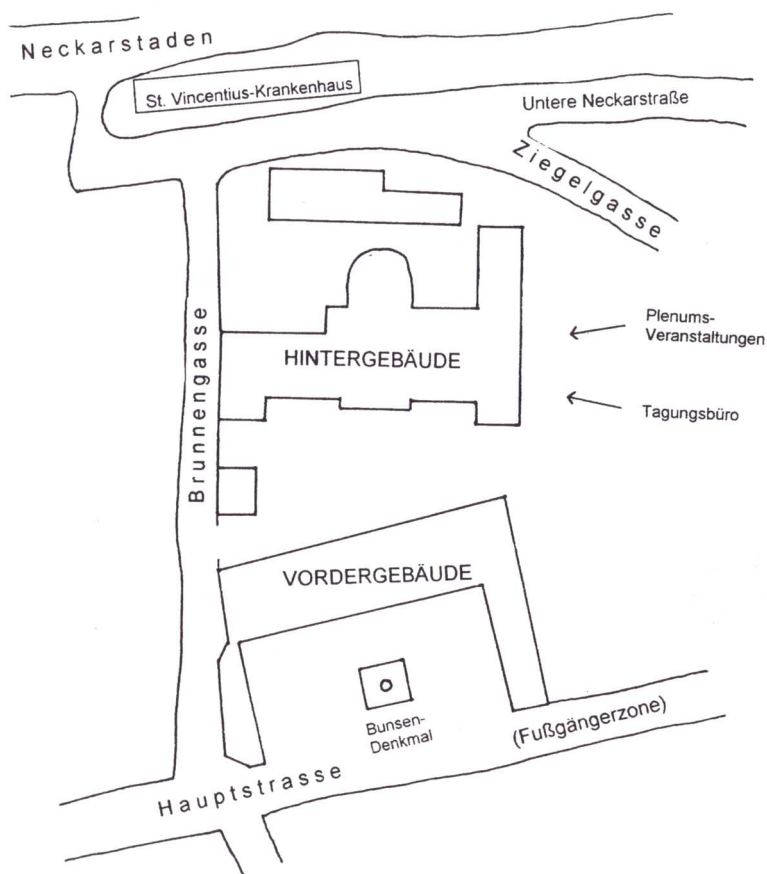 Neckarstaden
St. Vincentius-Krankenhaus
Untere Neckarstraße
Ziegelgasse
Brunnengasse
HINTERGEBÄUDE
Plenums-
Veranstaltungen
Tagungsbüro
VORDERGEBÄUDE
Bunsen-
Denkmal
(Fußgängerzone)
Hauptstrasse